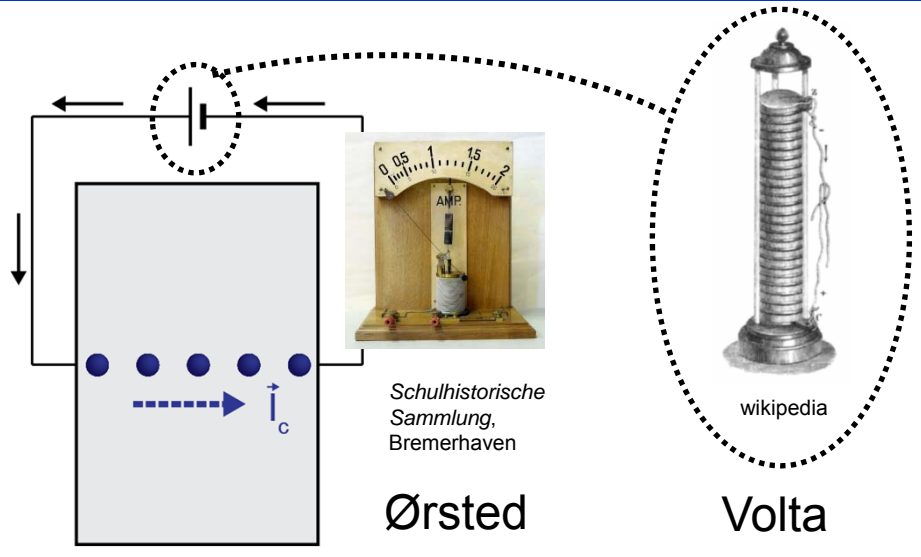 0 0.5 1 1.5 2
AMP.
I
C
Schulhistorische
Sammlung,
Bremerhaven
Ørsted
wikipedia
Volta